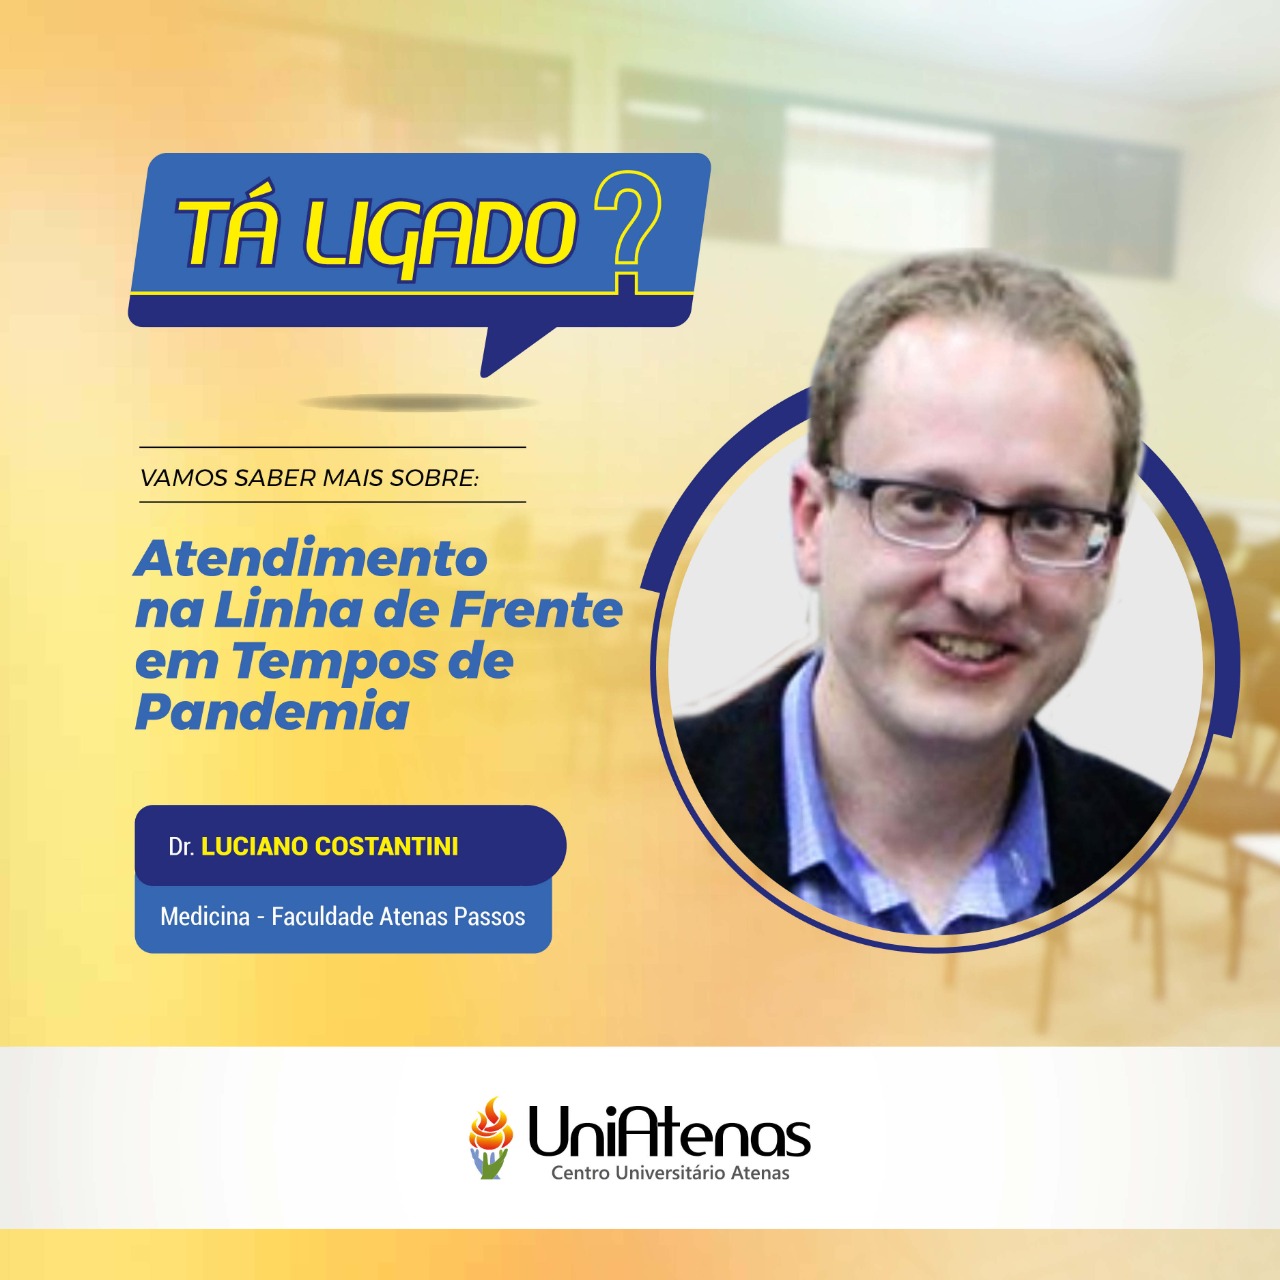 TÁ LIGADO?
VAMOS SABER MAIS SOBRE:
Atendimento
na Linha de Frente
em Tempos de
Pandemia
Dr. LUCIANO COSTANTINI
Medicina - Faculdade Atenas Passos
UniAtenas
Centro Universitário Atenas